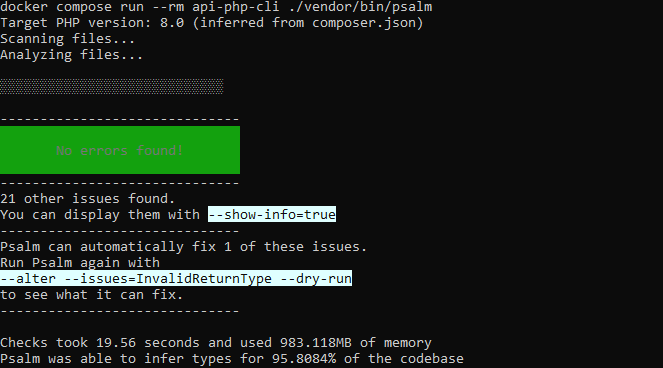 docker compose run --rm api-php-cli ./vendor/bin/psalm
Target PHP version: 8.0 (inferred from composer.json)
Scanning files...
Analyzing files...
░░░░░░░░░░░░░░░░░░░░░░░░░░░░
------------------------------
No errors found!
------------------------------
21 other issues found.
You can display them with --show-info=true
------------------------------
Psalm can automatically fix 1 of these issues.
Run Psalm again with
--alter --issues=InvalidReturnType --dry-run
to see what it can fix.
------------------------------
Checks took 19.56 seconds and used 983.118MB of memory
Psalm was able to infer types for 95.8084% of the codebase